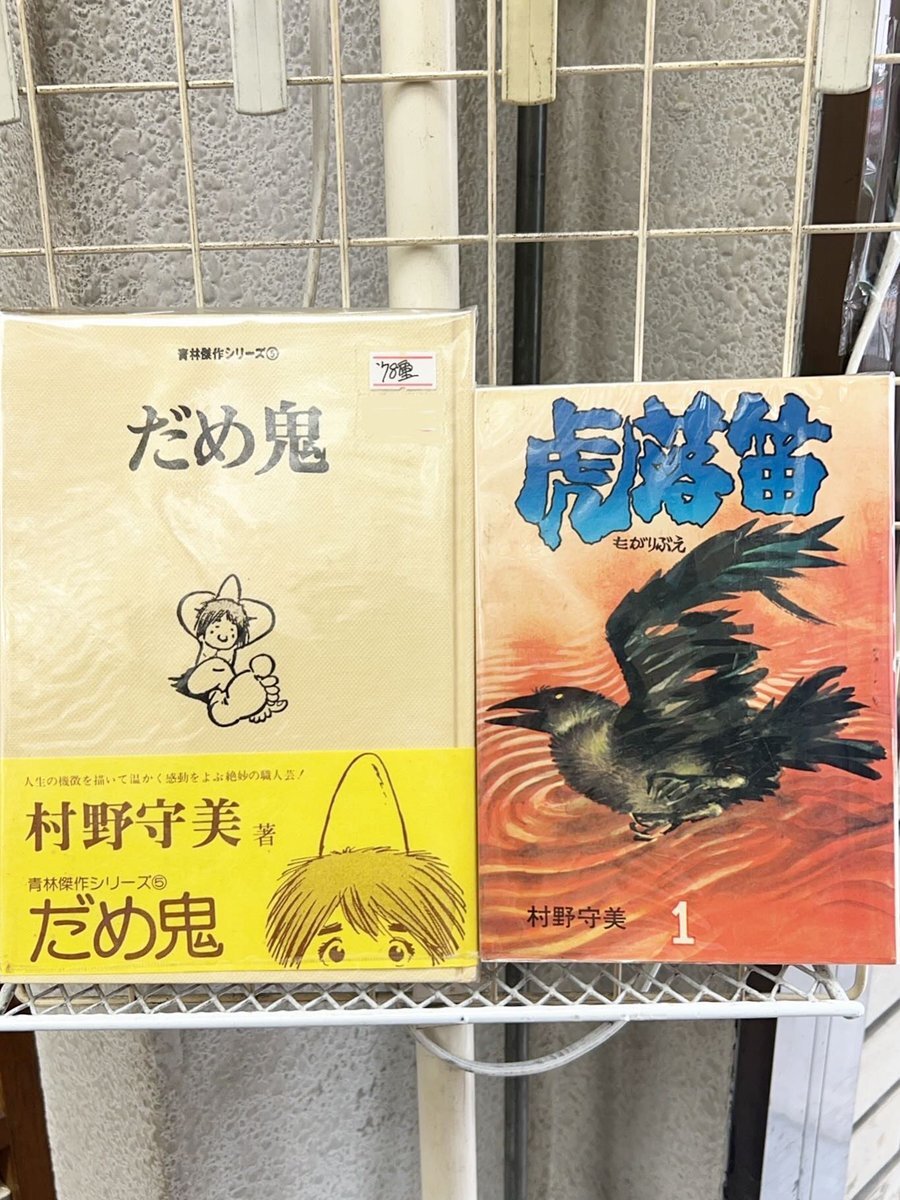 青林傑作シリーズ⑤
'78重
だめ鬼
人生の機微を描いて温かく感動をよぶ絶妙の職人芸!
村野守美 著
青林傑作シリーズ⑤
だめ鬼
虎落笛
もがりぶえ
村野守美
1